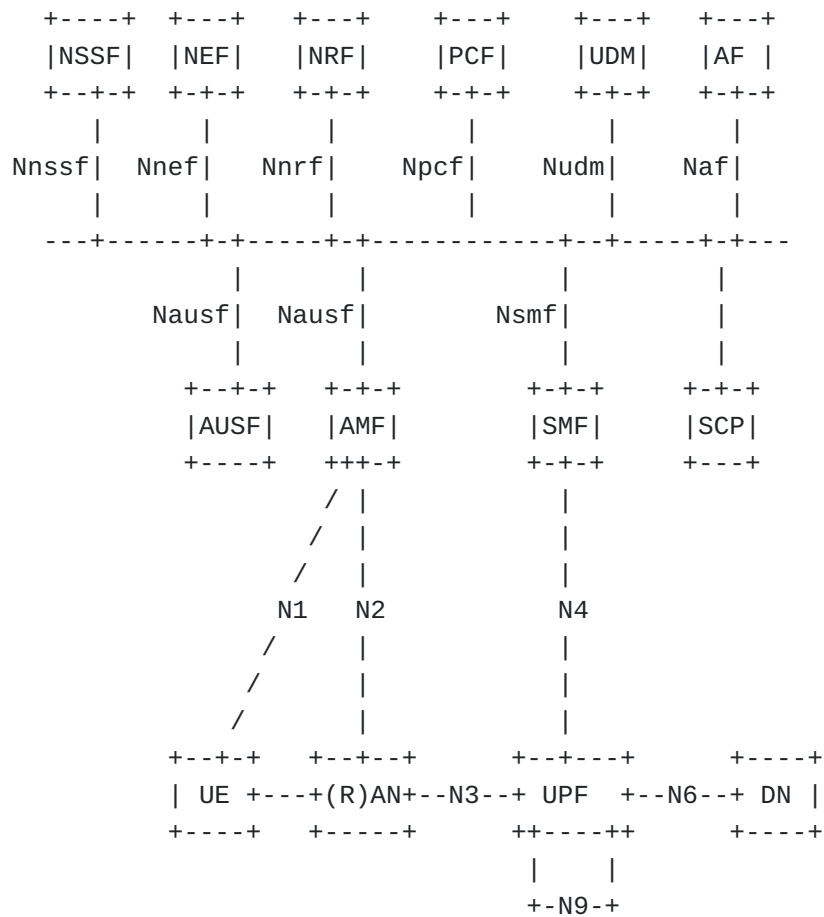 NSSF NEF NRF PCF UDM AF
Nnssf Nnef Nnrf Npcf Nudm Naf
Nausf Nausf Nsmf
AUSF AMF SMF SCP
N1 N2 N4
UE (R)AN N3 UPF N6 DN
N9